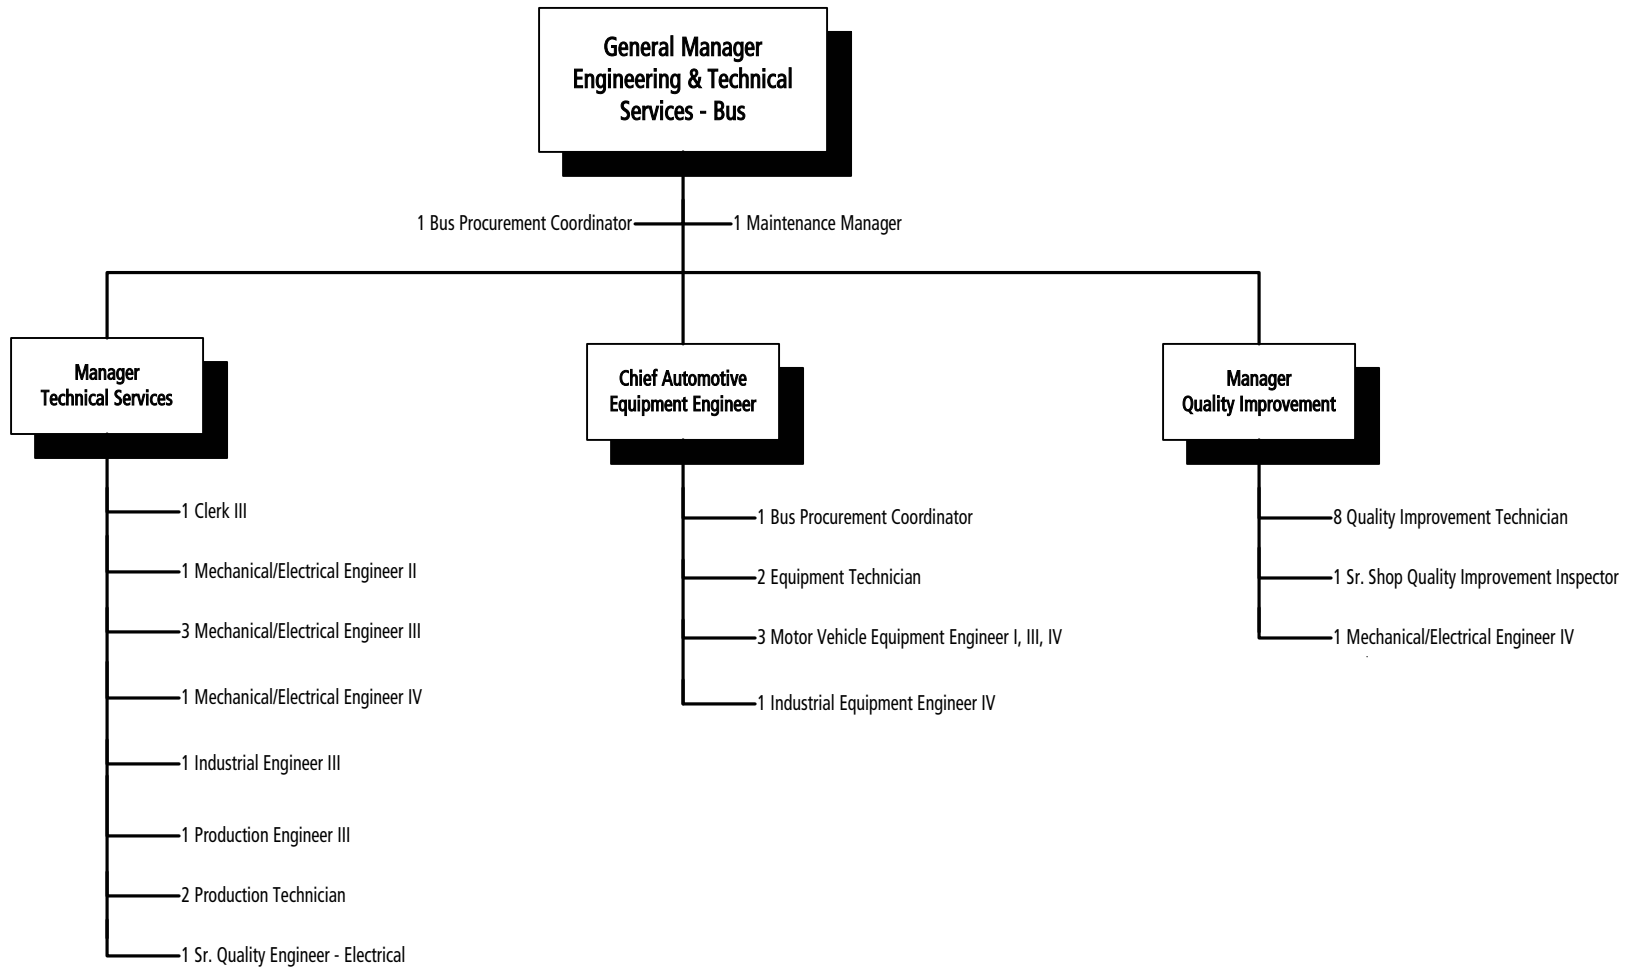 General Manager
Engineering & Technical
Services - Bus
1 Bus Procurement Coordinator
1 Maintenance Manager
Manager
Technical Services
1 Clerk III
1 Mechanical/Electrical Engineer II
3 Mechanical/Electrical Engineer III
1 Mechanical/Electrical Engineer IV
1 Industrial Engineer III
1 Production Engineer III
2 Production Technician
1 Sr. Quality Engineer - Electrical
Chief Automotive
Equipment Engineer
1 Bus Procurement Coordinator
2 Equipment Technician
3 Motor Vehicle Equipment Engineer I, III, IV
1 Industrial Equipment Engineer IV
Manager
Quality Improvement
8 Quality Improvement Technician
1 Sr. Shop Quality Improvement Inspector
1 Mechanical/Electrical Engineer IV